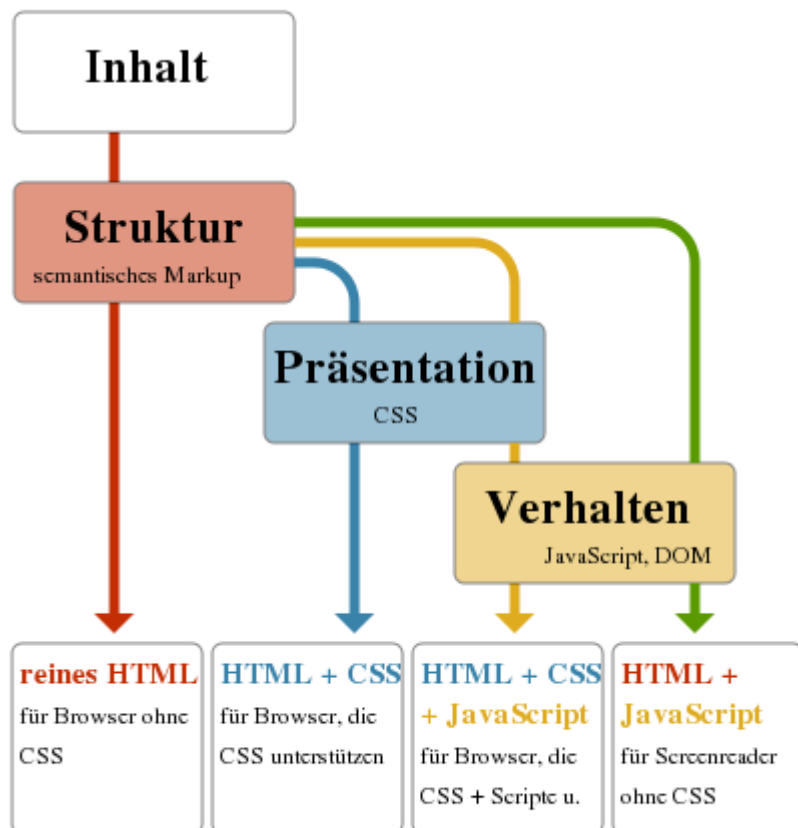 Inhalt
Struktur
semantisches Markup
Präsentation
CSS
Verhalten
JavaScript, DOM
reines HTML
für Browser ohne
CSS
HTML + CSS
für Browser, die
CSS unterstützen
HTML + CSS
+ JavaScript
für Browser, die
CSS + Scripte u.
HTML +
JavaScript
für Screenreader
ohne CSS